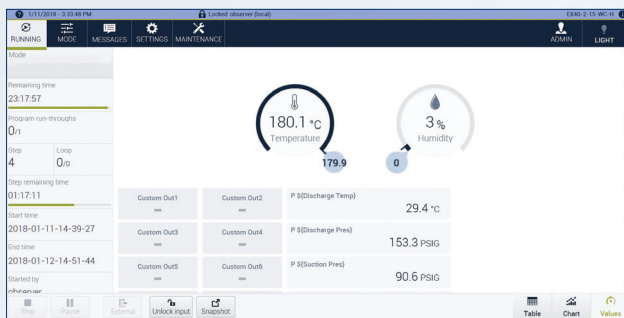 1/11/2018 - 3:33:48 PM
Locked observer (local)
EX40-2-15-WC-H
RUNNING
MODE
MESSAGES
SETTINGS
MAINTENANCE
ADMIN
LIGHT
Mode
Remaining time
23:17:57
Program run-throughs
0/1
Step
Loop
4
0/0
Step remaining time
01:17:11
Start time
2018-01-11-14-39-27
End time
2018-01-12-14-51-44
Started by
observer
180.1 °C
Temperature
179.9
3 %
Humidity
0
Custom Out1
Custom Out2
P ${Discharge Temp}
29.4 °C
Custom Out3
Custom Out4
P ${Discharge Pres}
153.3 PSIG
Custom Out5
Custom Out6
P ${Suction Pres}
90.6 PSIG
Stop
Pause
External
Unlock input
Snapshot
Table
Chart
Values